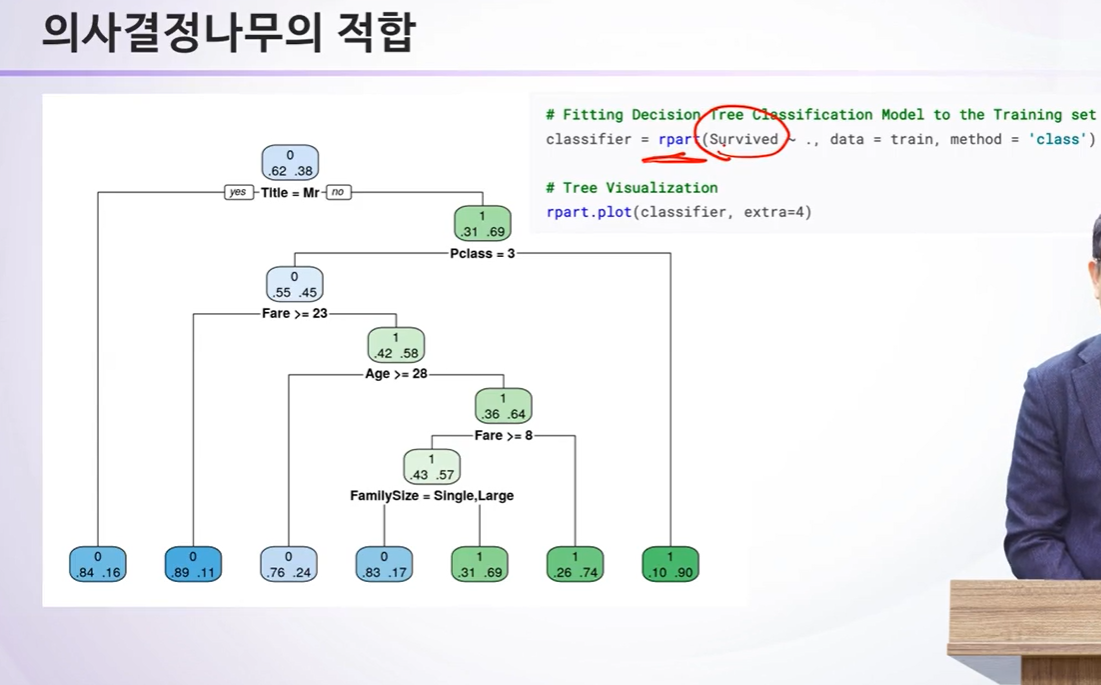 의사결정나무의 적합
# Fitting Decision Tree Classification Model to the Training set
classifier = rpart(Survived ~ ., data = train, method = 'class')
# Tree Visualization
rpart.plot(classifier, extra=4)
0
.62 .38
yes Title = Mr no
1
.31 .69
Pclass = 3
0
.55 .45
Fare >= 23
1
.42 .58
Age >= 28
1
.36 .64
Fare >= 8
1
.43 .57
FamilySize = Single,Large
0
.84 .16
0
.89 .11
0
.76 .24
0
.83 .17
1
.31 .69
1
.26 .74
1
.10 .90